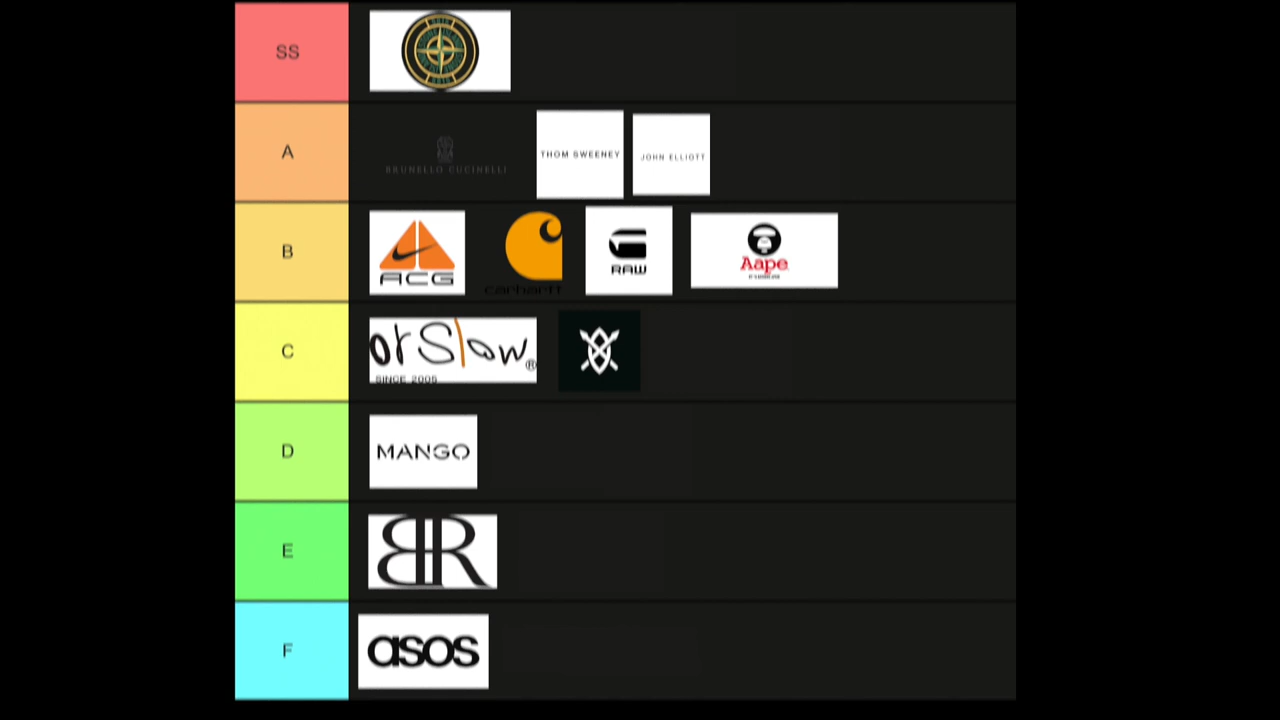 SS
A
BRUNELLO CUCINELLI
THOM SWEENEY
JOHN ELLIOTT
B
ACG
carhartt
RAW
Aape
C
orSlow®
SINCE 2005
D
MANGO
E
BR
F
asos